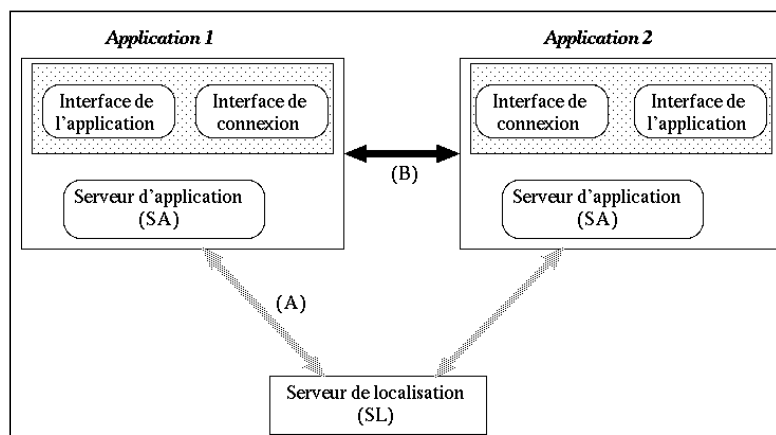 Application 1
Application 2
Interface de
l'application
Interface de
connexion
Interface de
connexion
Interface de
l'application
(B)
Serveur d'application
(SA)
Serveur d'application
(SA)
(A)
Serveur de localisation
(SL)